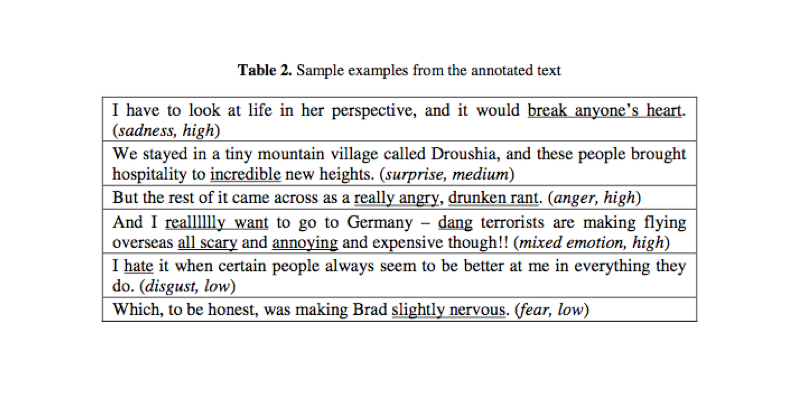 Table 2. Sample examples from the annotated text
I have to look at life in her perspective, and it would break anyone's heart.
(sadness, high)
We stayed in a tiny mountain village called Droushia, and these people brought
hospitality to incredible new heights. (surprise, medium)
But the rest of it came across as a really angry, drunken rant. (anger, high)
And I reallllllly want to go to Germany – dang terrorists are making flying
overseas all scary and annoying and expensive though!! (mixed emotion, high)
I hate it when certain people always seem to be better at me in everything they
do. (disgust, low)
Which, to be honest, was making Brad slightly nervous. (fear, low)